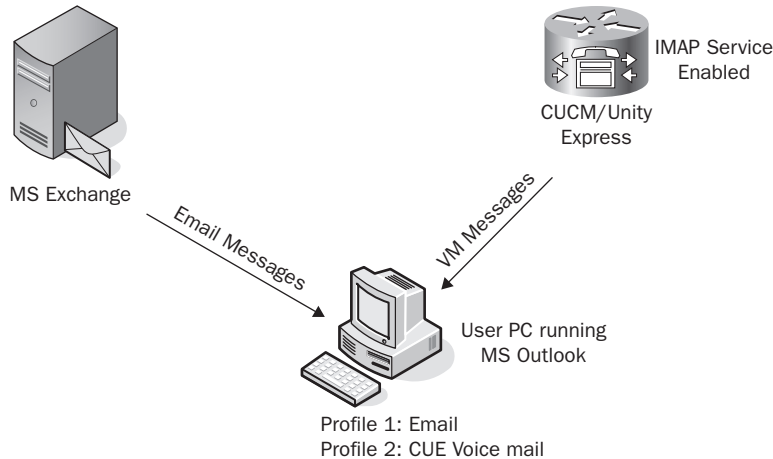 MS Exchange
IMAP Service
Enabled
CUCM/Unity
Express
Email Messages
VM Messages
User PC running
MS Outlook
Profile 1: Email
Profile 2: CUE Voice mail